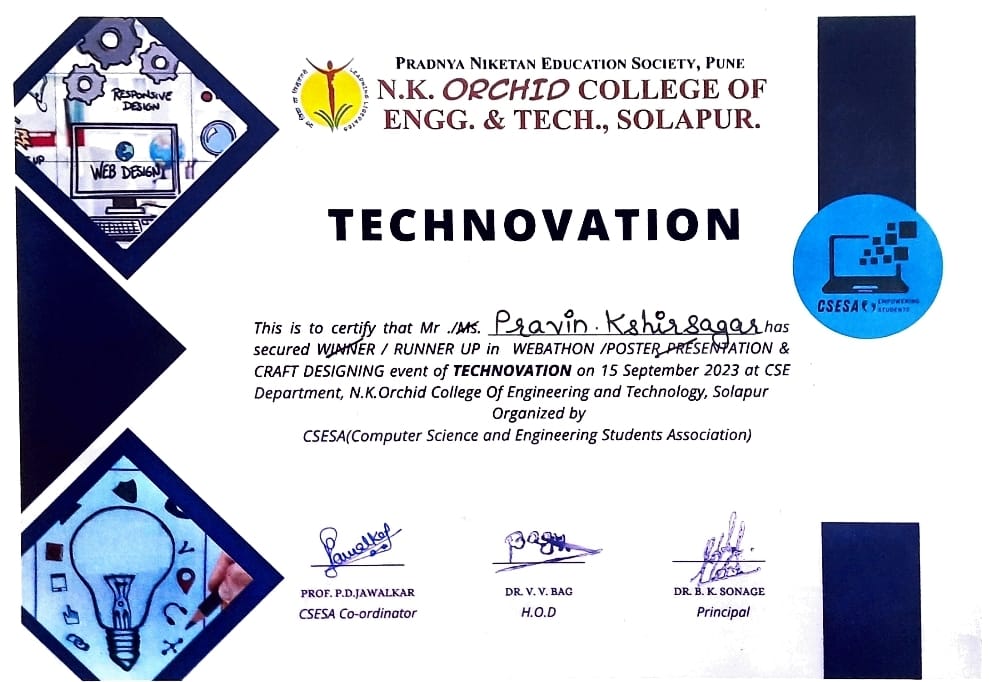 RESPONSIVE
DESIGN
UP
WEB DESIGN
PRADNYA NIKETAN EDUCATION SOCIETY, PUNE
N.K. ORCHID COLLEGE OF
ENGG. & TECH., SOLAPUR.
TECHNOVATION
CSESA
EMPOWERING
STUDENTS
This is to certify that Mr ./Ms. Pravin. Kshirsagar has
secured WINNER / RUNNER UP in WEBATHON /POSTER PRESENTATION &
CRAFT DESIGNING event of TECHNOVATION on 15 September 2023 at CSE
Department, N.K.Orchid College Of Engineering and Technology, Solapur
Organized by
CSESA(Computer Science and Engineering Students Association)
Jawalkar
PROF. P.D.JAWALKAR
CSESA Co-ordinator
DR. V. V. BAG
H.O.D
DR. B. K. SONAGE
Principal